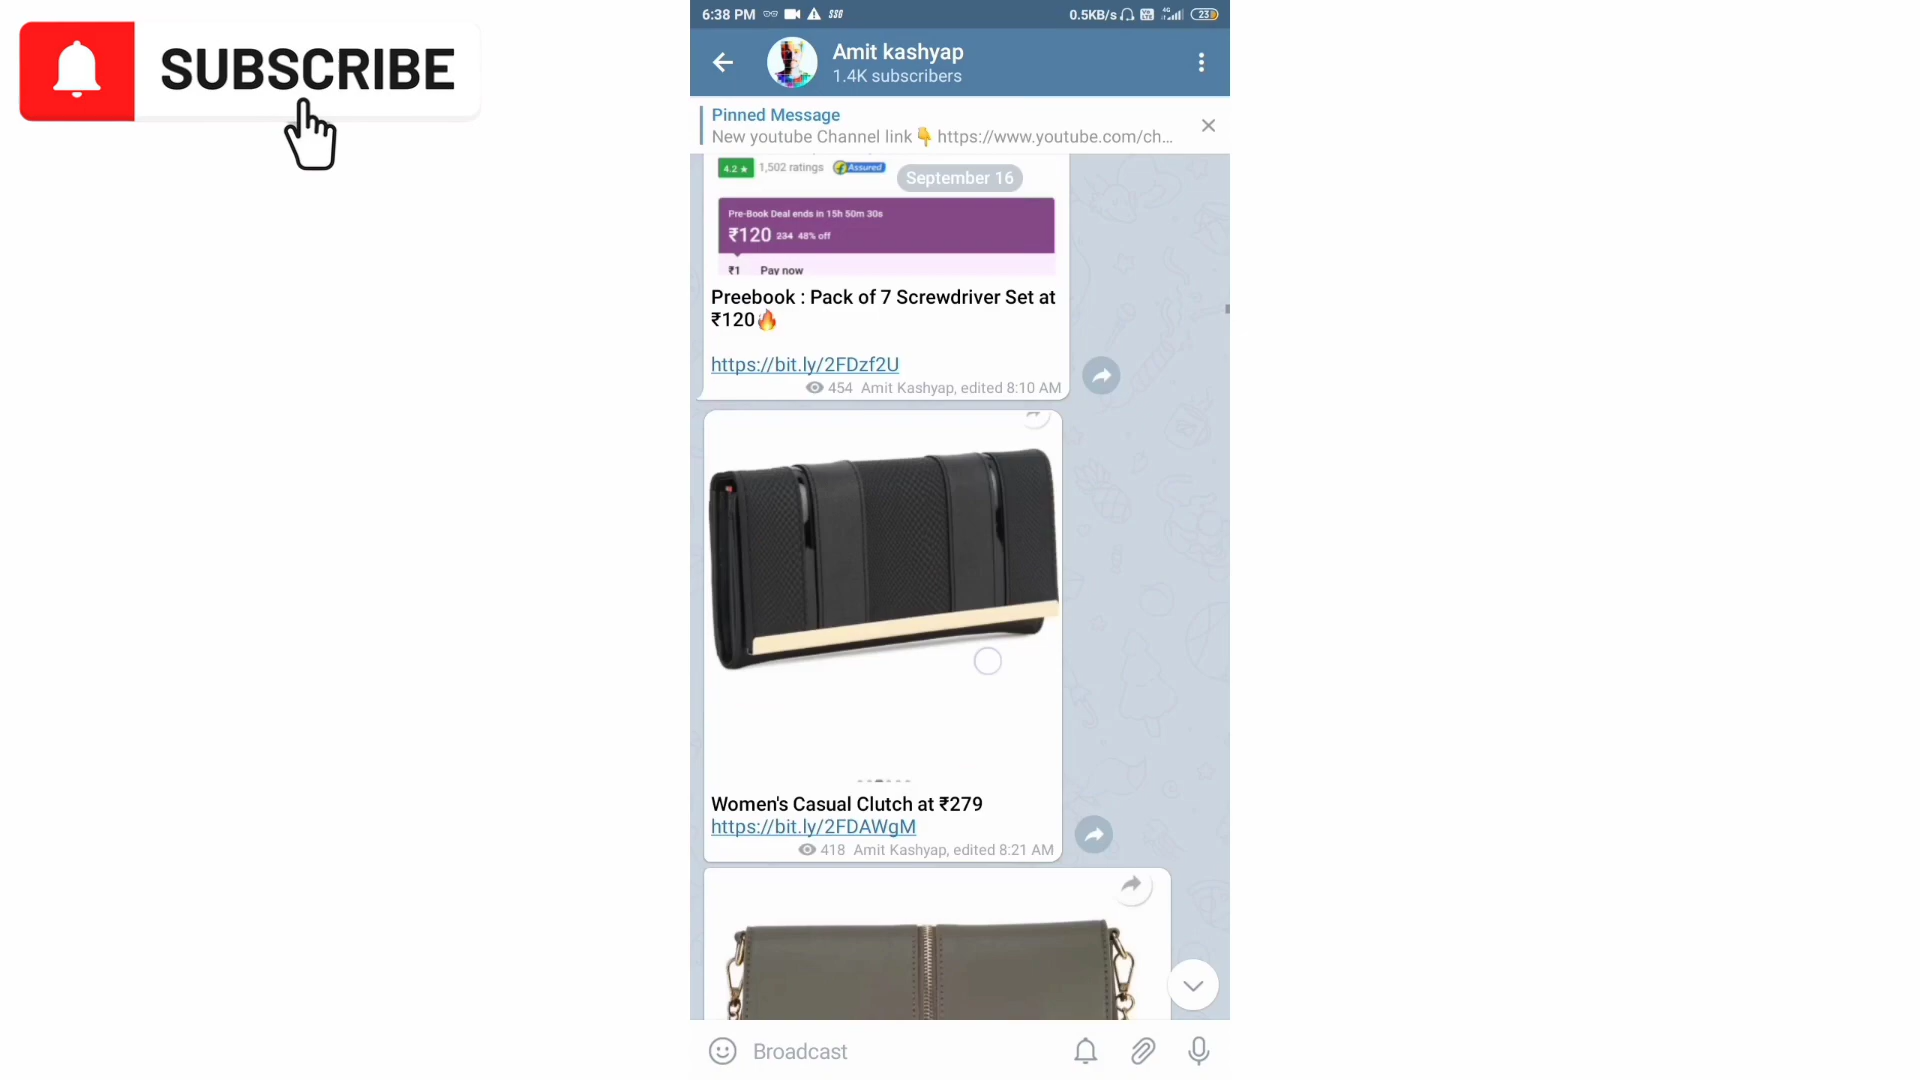 SUBSCRIBE
6:38 PM
0.5KB/s
4G
23
Amit kashyap
1.4K subscribers
Pinned Message
New youtube Channel link👇 https://www.youtube.com/ch...
4.2 ★ 1,502 ratings Assured
September 16
Pre-Book Deal ends in 15h 50m 30s
₹120 234 48% off
₹1 Pay now
Preebook : Pack of 7 Screwdriver Set at
₹120🔥
https://bit.ly/2FDzf2U
454 Amit Kashyap, edited 8:10 AM
Women's Casual Clutch at ₹279
https://bit.ly/2FDAWgM
418 Amit Kashyap, edited 8:21 AM
Broadcast